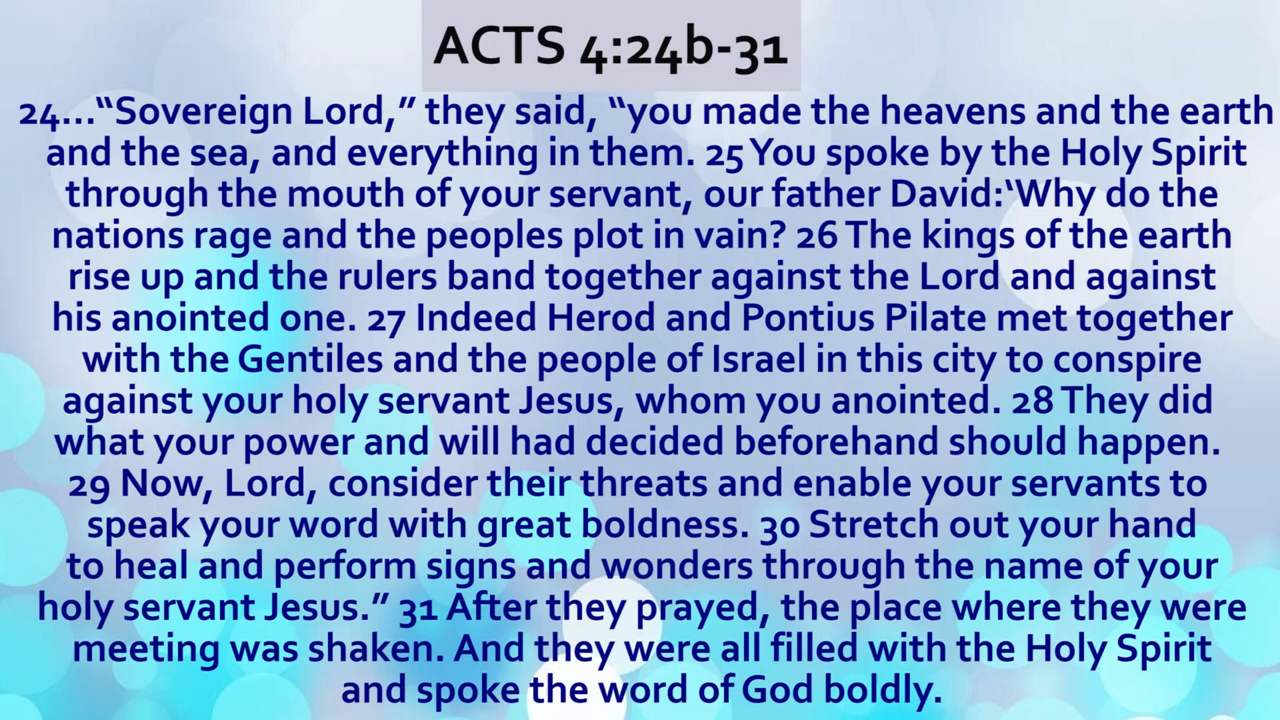 ACTS 4:24b-31
24...“Sovereign Lord,” they said, “you made the heavens and the earth
and the sea, and everything in them. 25 You spoke by the Holy Spirit
through the mouth of your servant, our father David:‘Why do the
nations rage and the peoples plot in vain? 26 The kings of the earth
rise up and the rulers band together against the Lord and against
his anointed one. 27 Indeed Herod and Pontius Pilate met together
with the Gentiles and the people of Israel in this city to conspire
against your holy servant Jesus, whom you anointed. 28 They did
what your power and will had decided beforehand should happen.
29 Now, Lord, consider their threats and enable your servants to
speak your word with great boldness. 30 Stretch out your hand
to heal and perform signs and wonders through the name of your
holy servant Jesus.” 31 After they prayed, the place where they were
meeting was shaken. And they were all filled with the Holy Spirit
and spoke the word of God boldly.